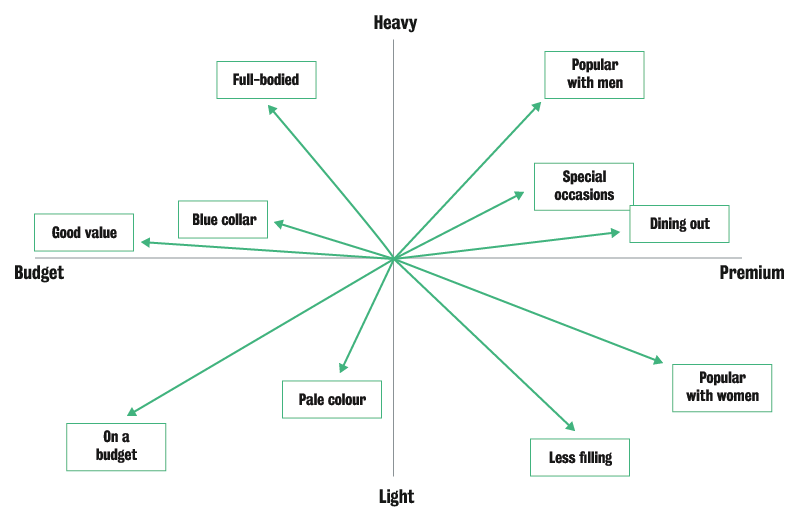 Heavy
Full-bodied
Popular
with men
Special
occasions
Blue collar
Good value
Dining out
Budget
Premium
Popular
with women
Pale colour
On a
budget
Less filling
Light